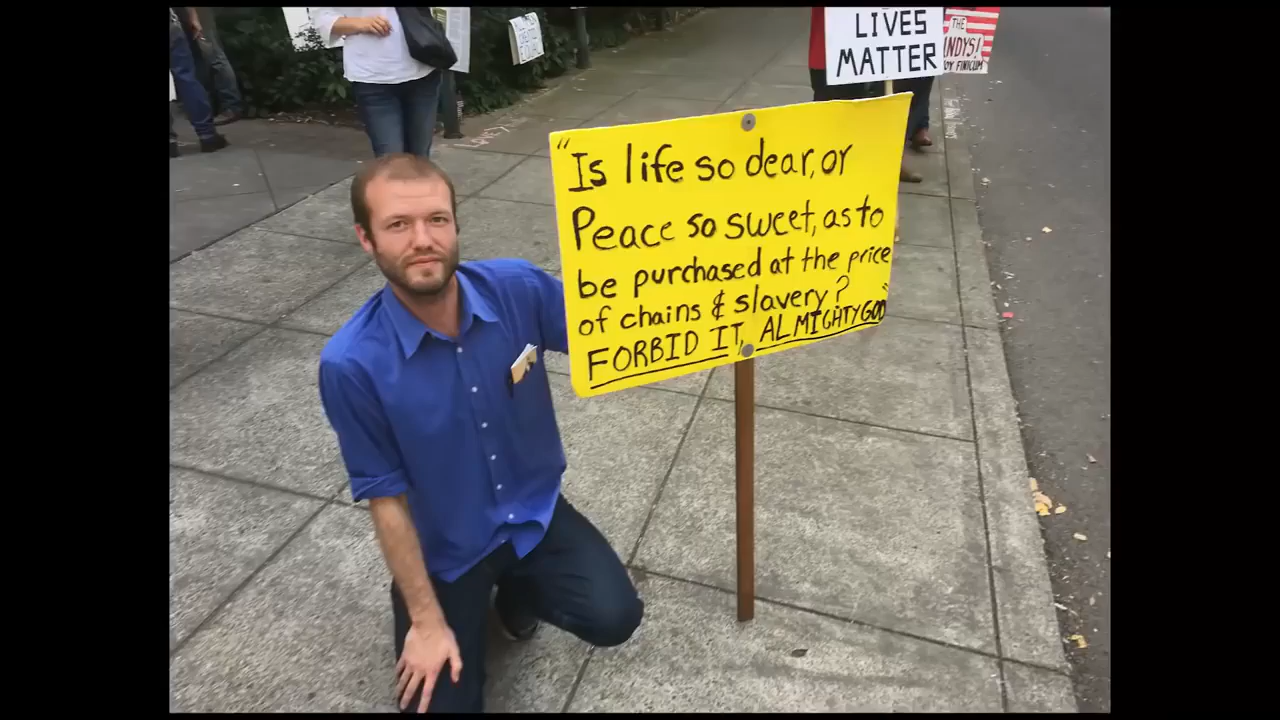 LIVES
MATTER
THE
NDYS!
OY FINICUM
"Is life so dear, or
Peace so sweet, as to
be purchased at the price
of chains & slavery?
FORBID IT, ALMIGHTY GOD"